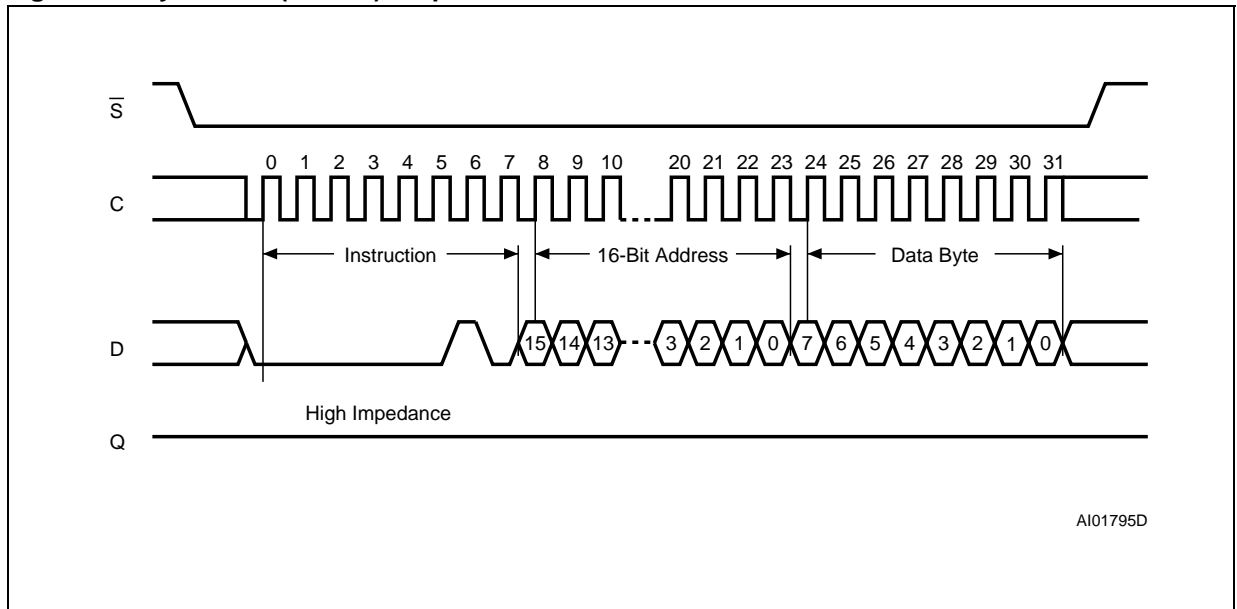 S
0 1 2 3 4 5 6 7 8 9 10 20 21 22 23 24 25 26 27 28 29 30 31
C
Instruction 16-Bit Address Data Byte
D
15 14 13 3 2 1 0 7 6 5 4 3 2 1 0
High Impedance
Q
AI01795D